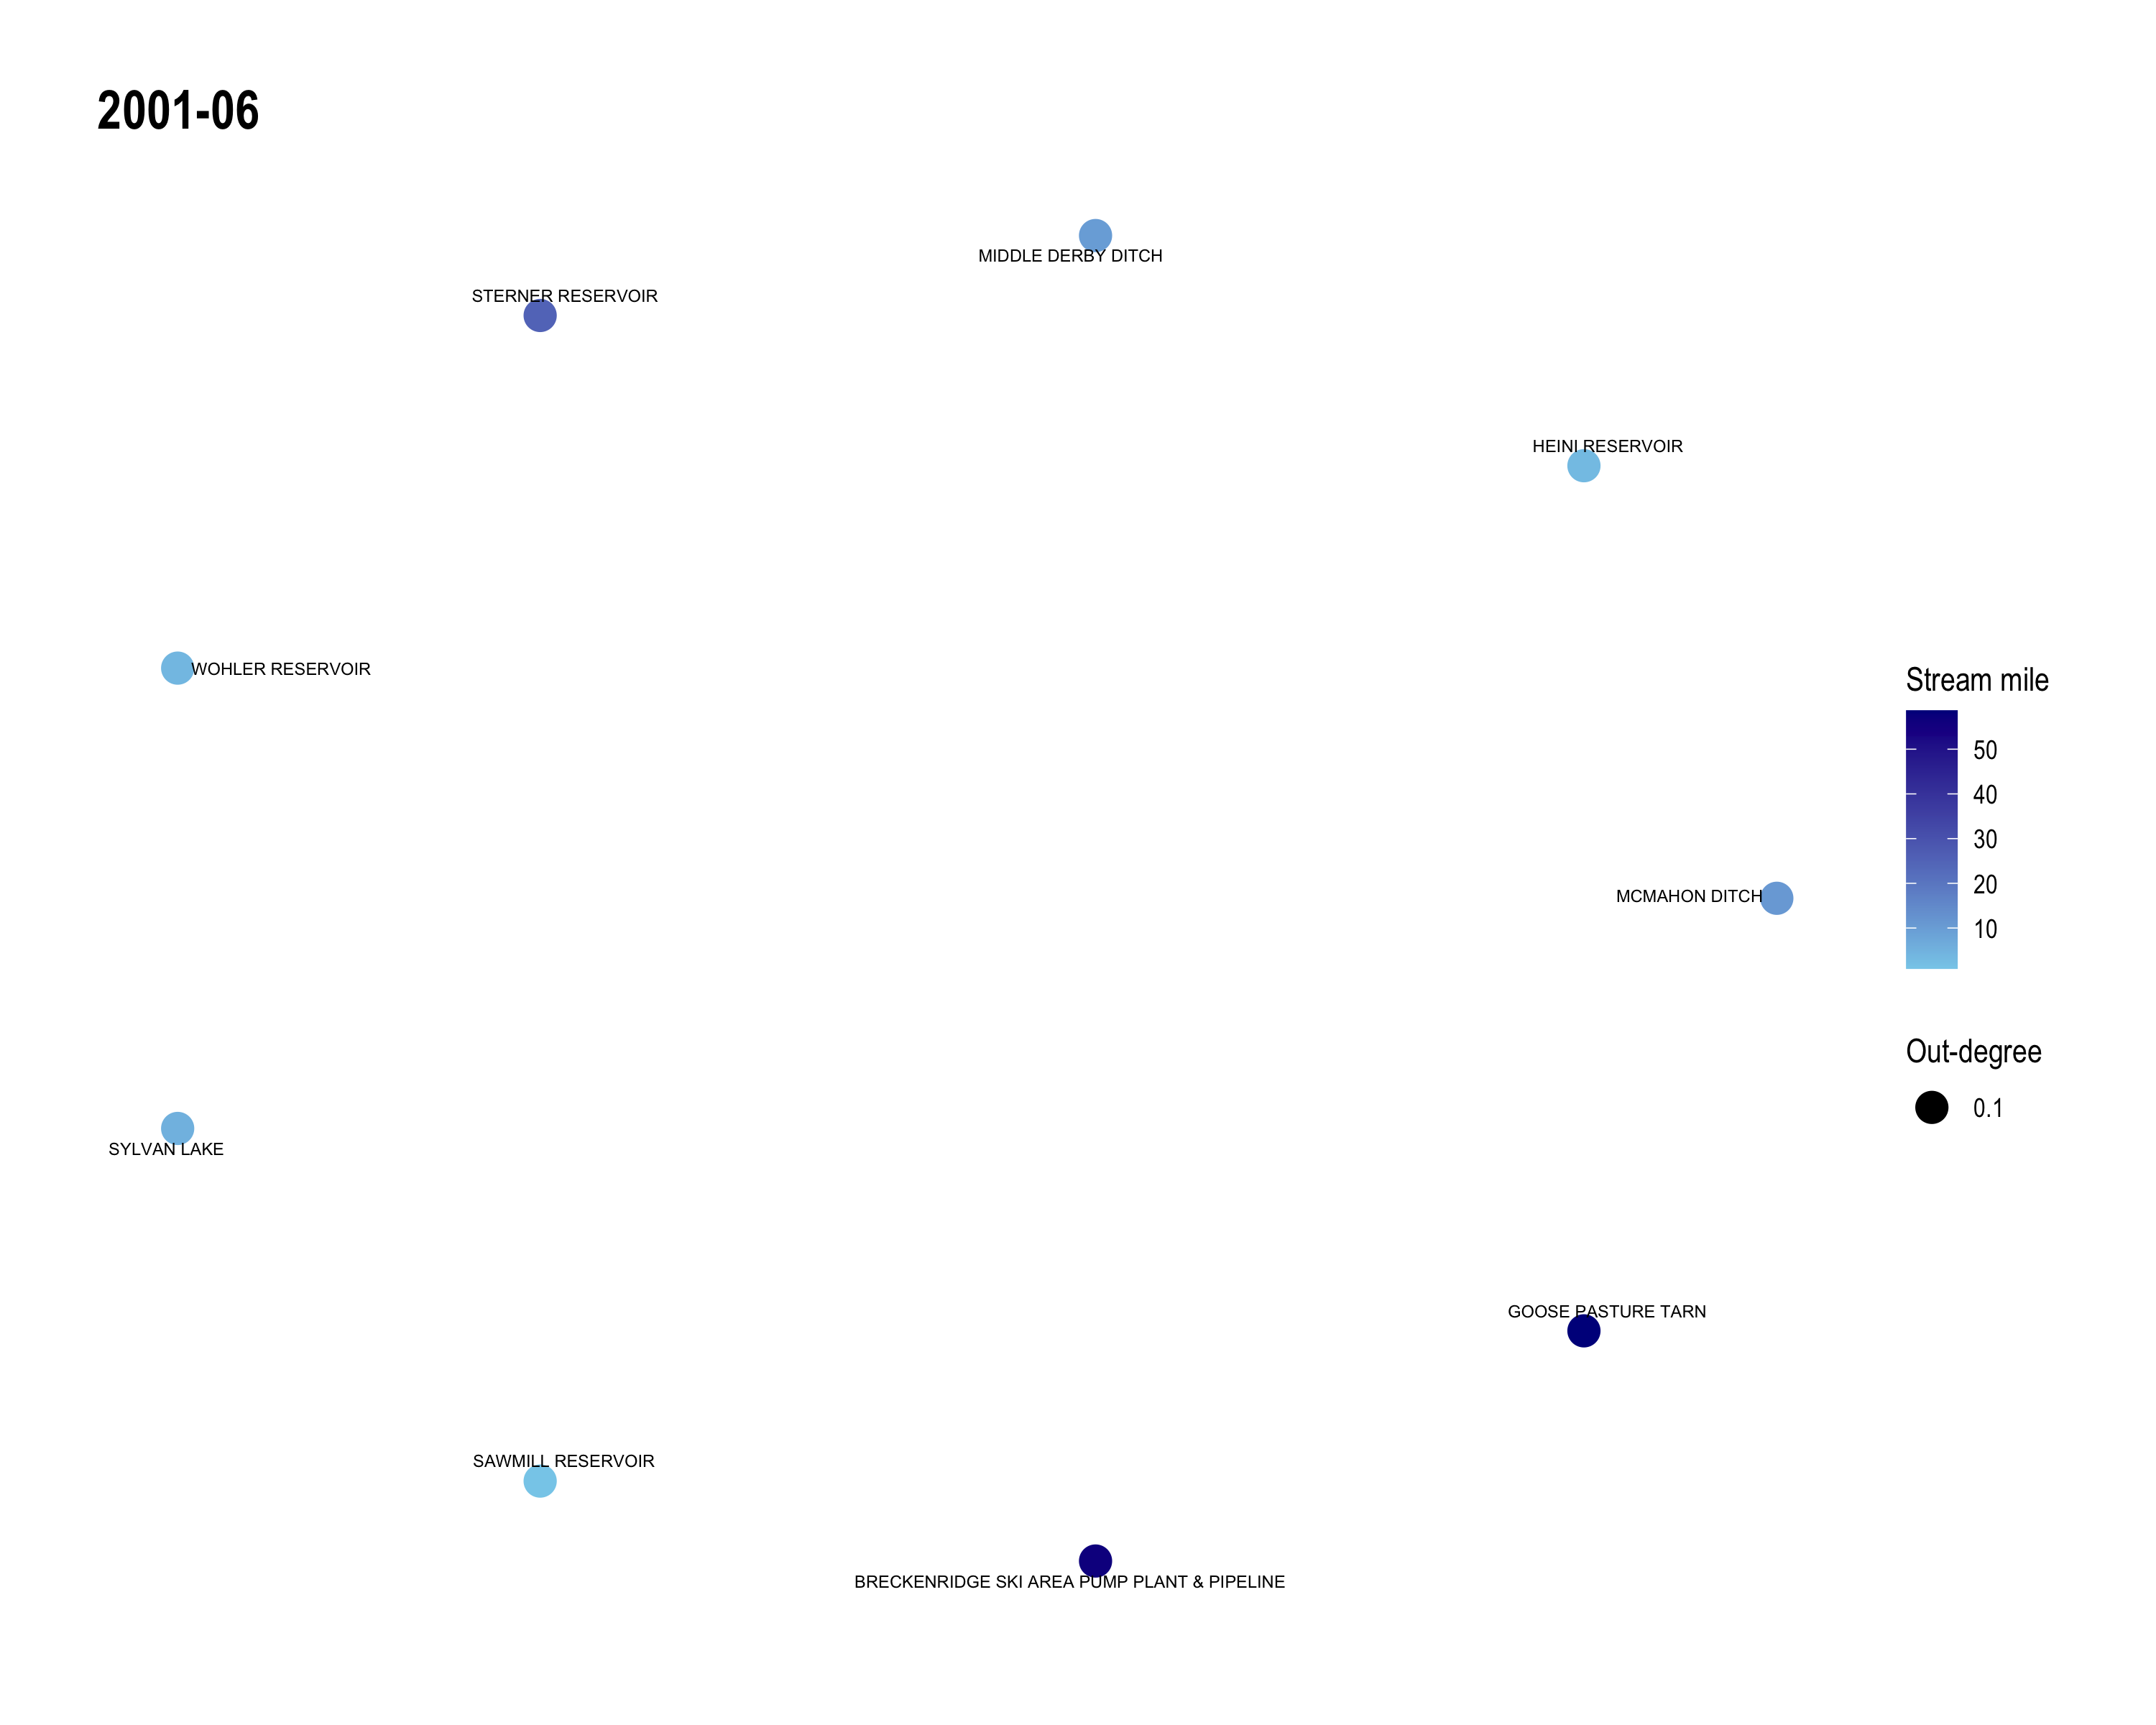 2001-06
MIDDLE DERBY DITCH
STERNER RESERVOIR
HEINI RESERVOIR
WOHLER RESERVOIR
Stream mile
50
40
30
20
10
MCMAHON DITCH
Out-degree
0.1
SYLVAN LAKE
GOOSE PASTURE TARN
SAWMILL RESERVOIR
BRECKENRIDGE SKI AREA PUMP PLANT & PIPELINE